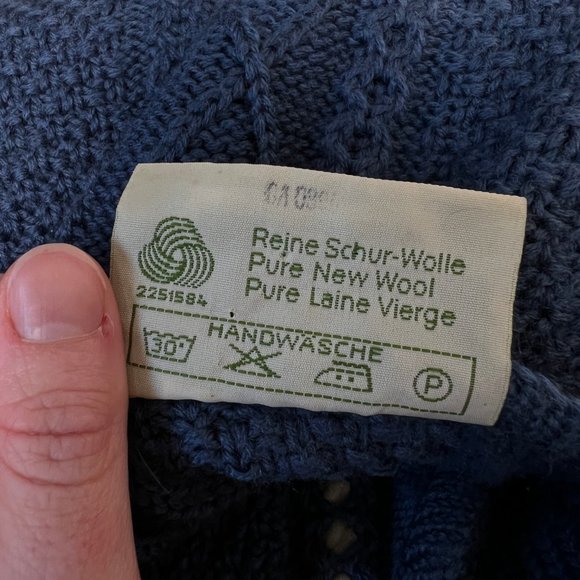 Reine Schur-Wolle
Pure New Wool
Pure Laine Vierge
2251584
HANDWÄSCHE
30°
P